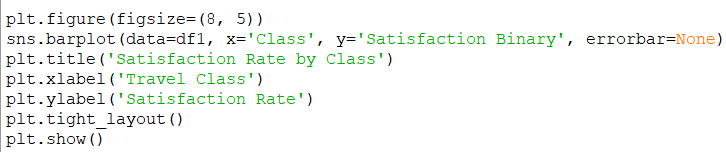 plt.figure(figsize=(8, 5))
sns.barplot(data=df1, x='Class', y='Satisfaction Binary', errorbar=None)
plt.title('Satisfaction Rate by Class')
plt.xlabel('Travel Class')
plt.ylabel('Satisfaction Rate')
plt.tight_layout()
plt.show()